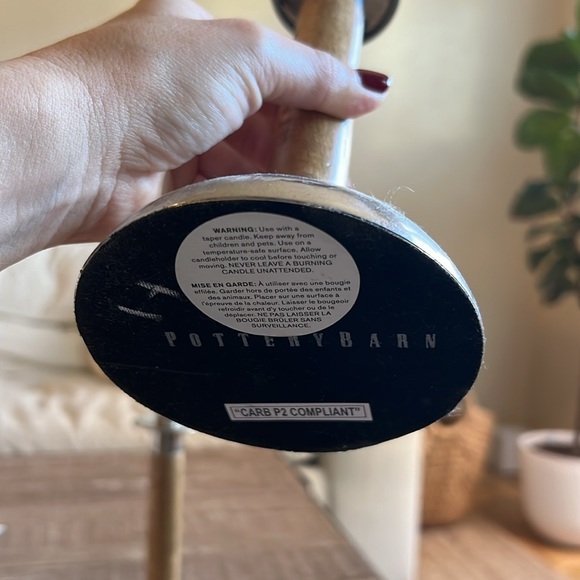 WARNING: Use with a
taper candle. Keep away from
children and pets. Use on a
temperature-safe surface. Allow
candleholder to cool before touching or
moving. NEVER LEAVE A BURNING
CANDLE UNATTENDED.
MISE EN GARDE: À utiliser avec une bougie
effilée. Garder hors de portée des enfants et
des animaux. Placer sur une surface à
l'épreuve de la chaleur. Laisser le bougeoir
refroidir avant d'y toucher ou de le
déplacer. NE PAS LAISSER LA
BOUGIE BRÛLER SANS
SURVEILLANCE.
POTTERY BARN
"CARB P2 COMPLIANT"